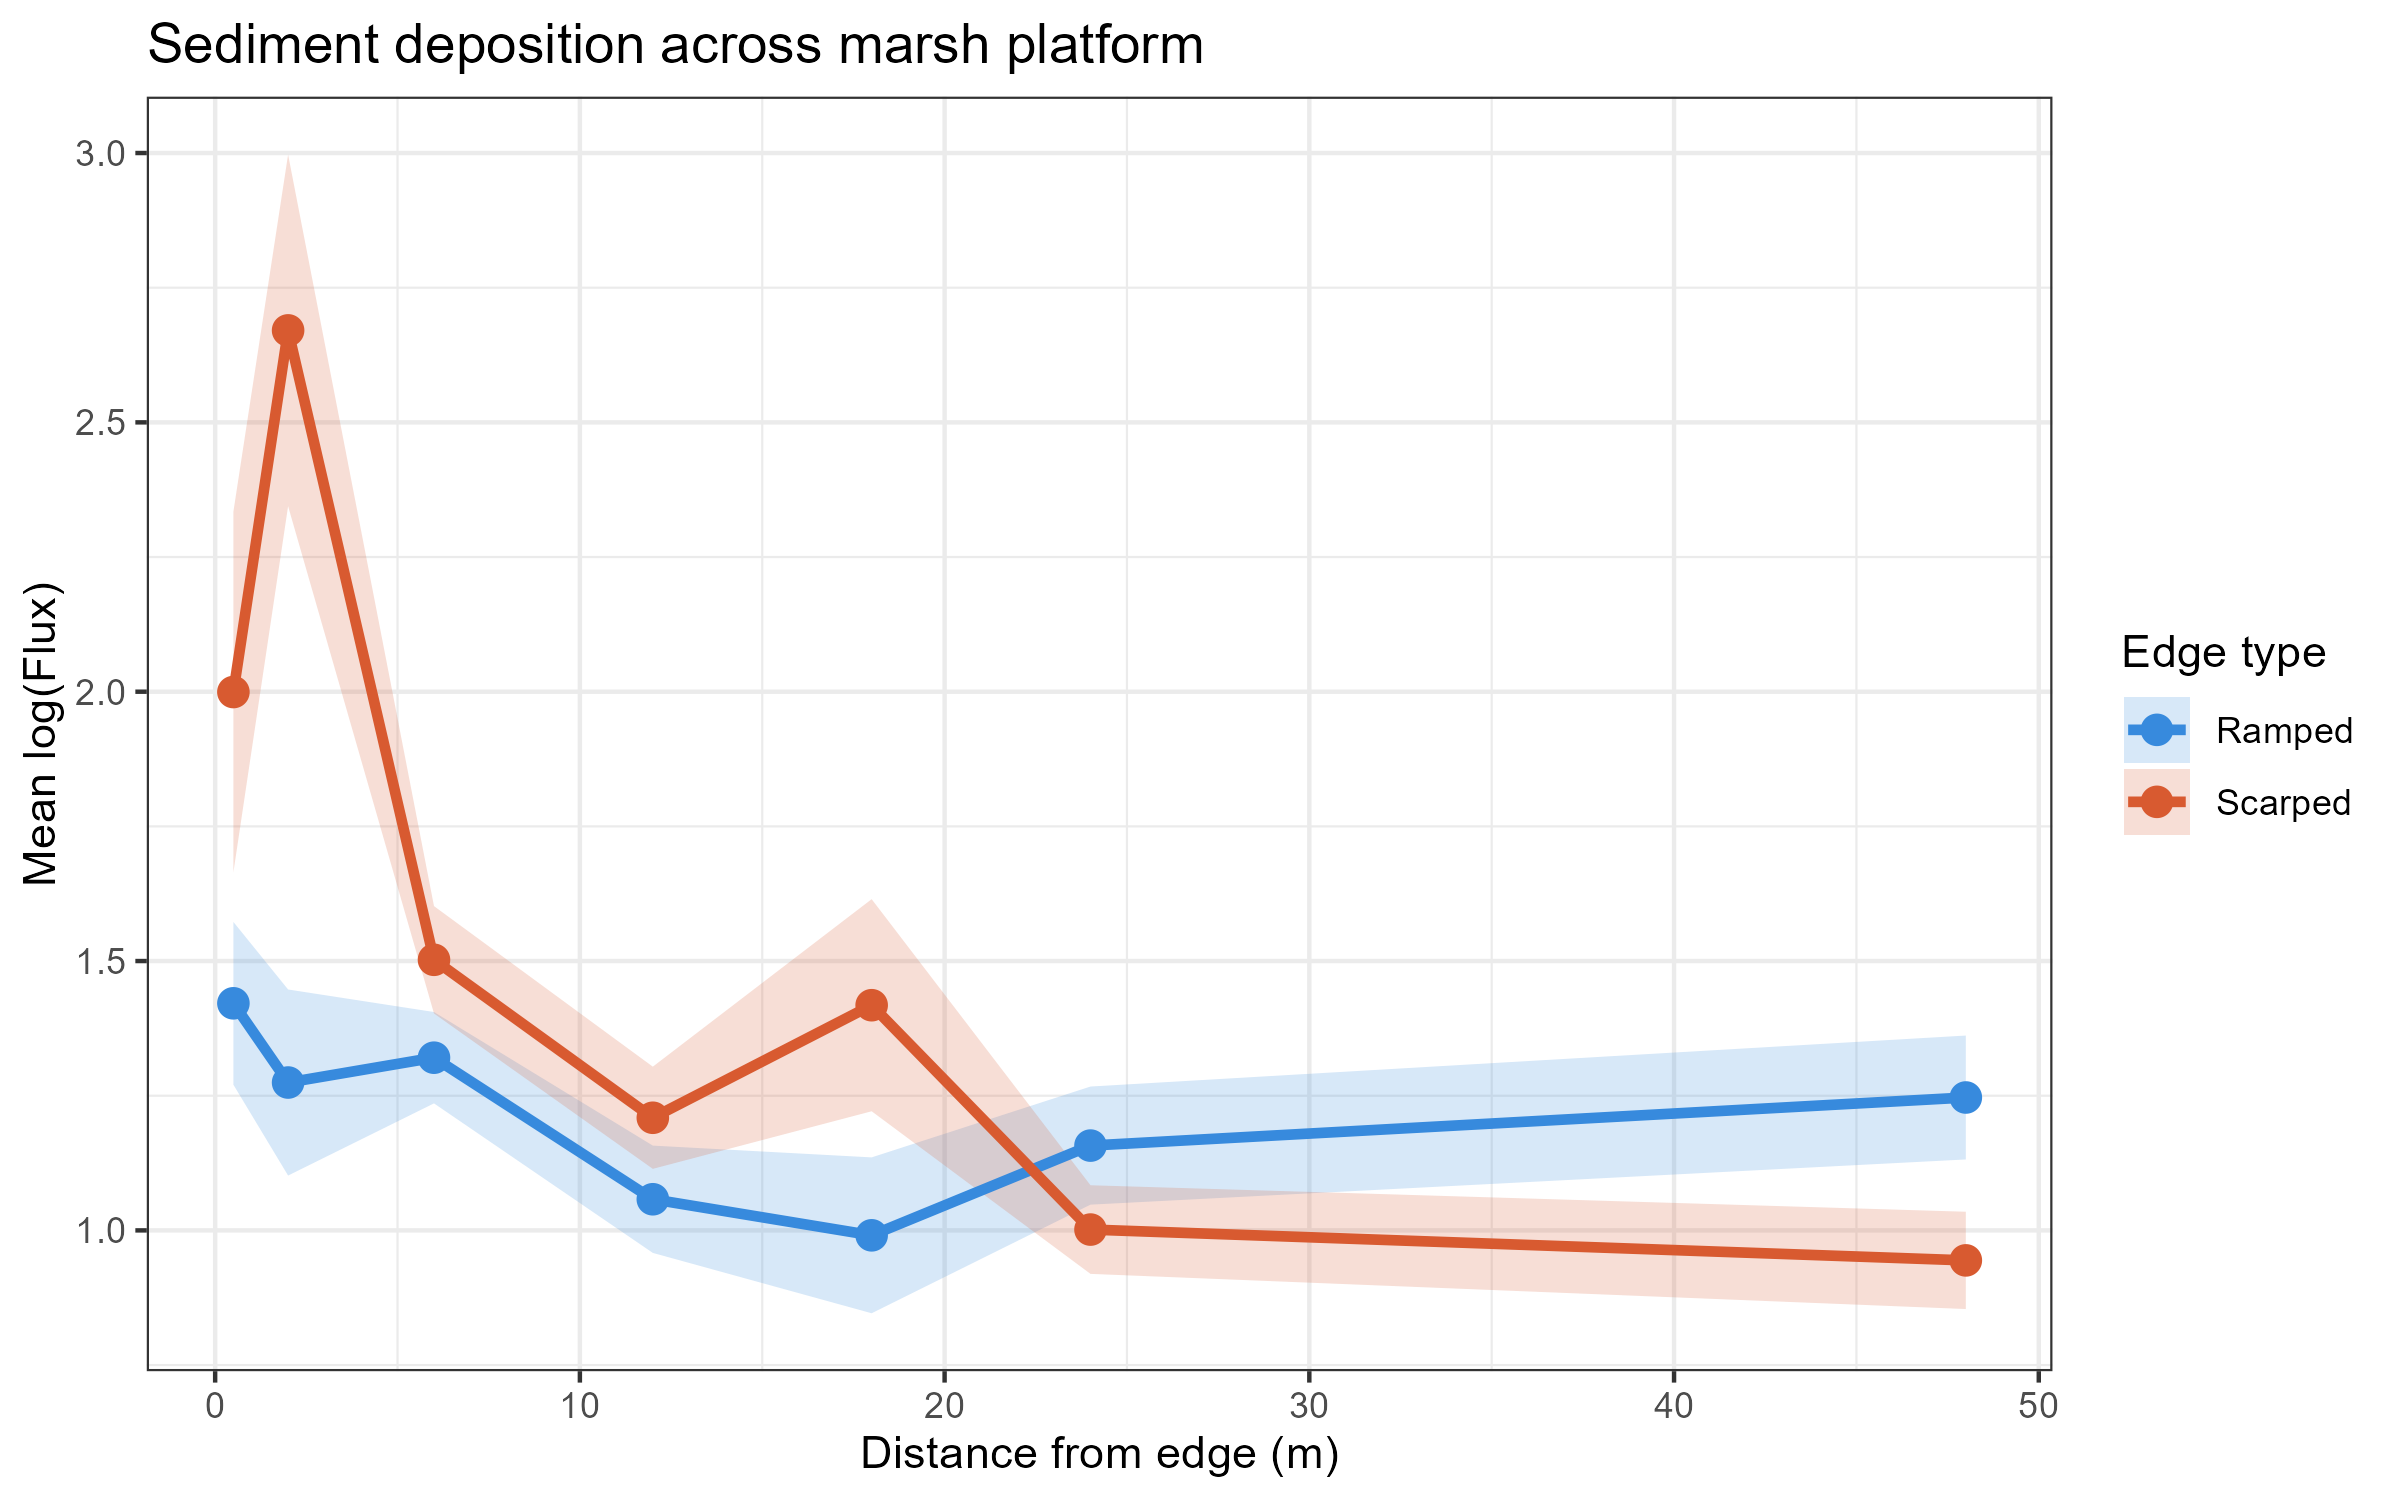 Sediment deposition across marsh platform
Mean log(Flux)
3.0
2.5
2.0
1.5
1.0
0 10 20 30 40 50
Distance from edge (m)
Edge type
Ramped
Scarped